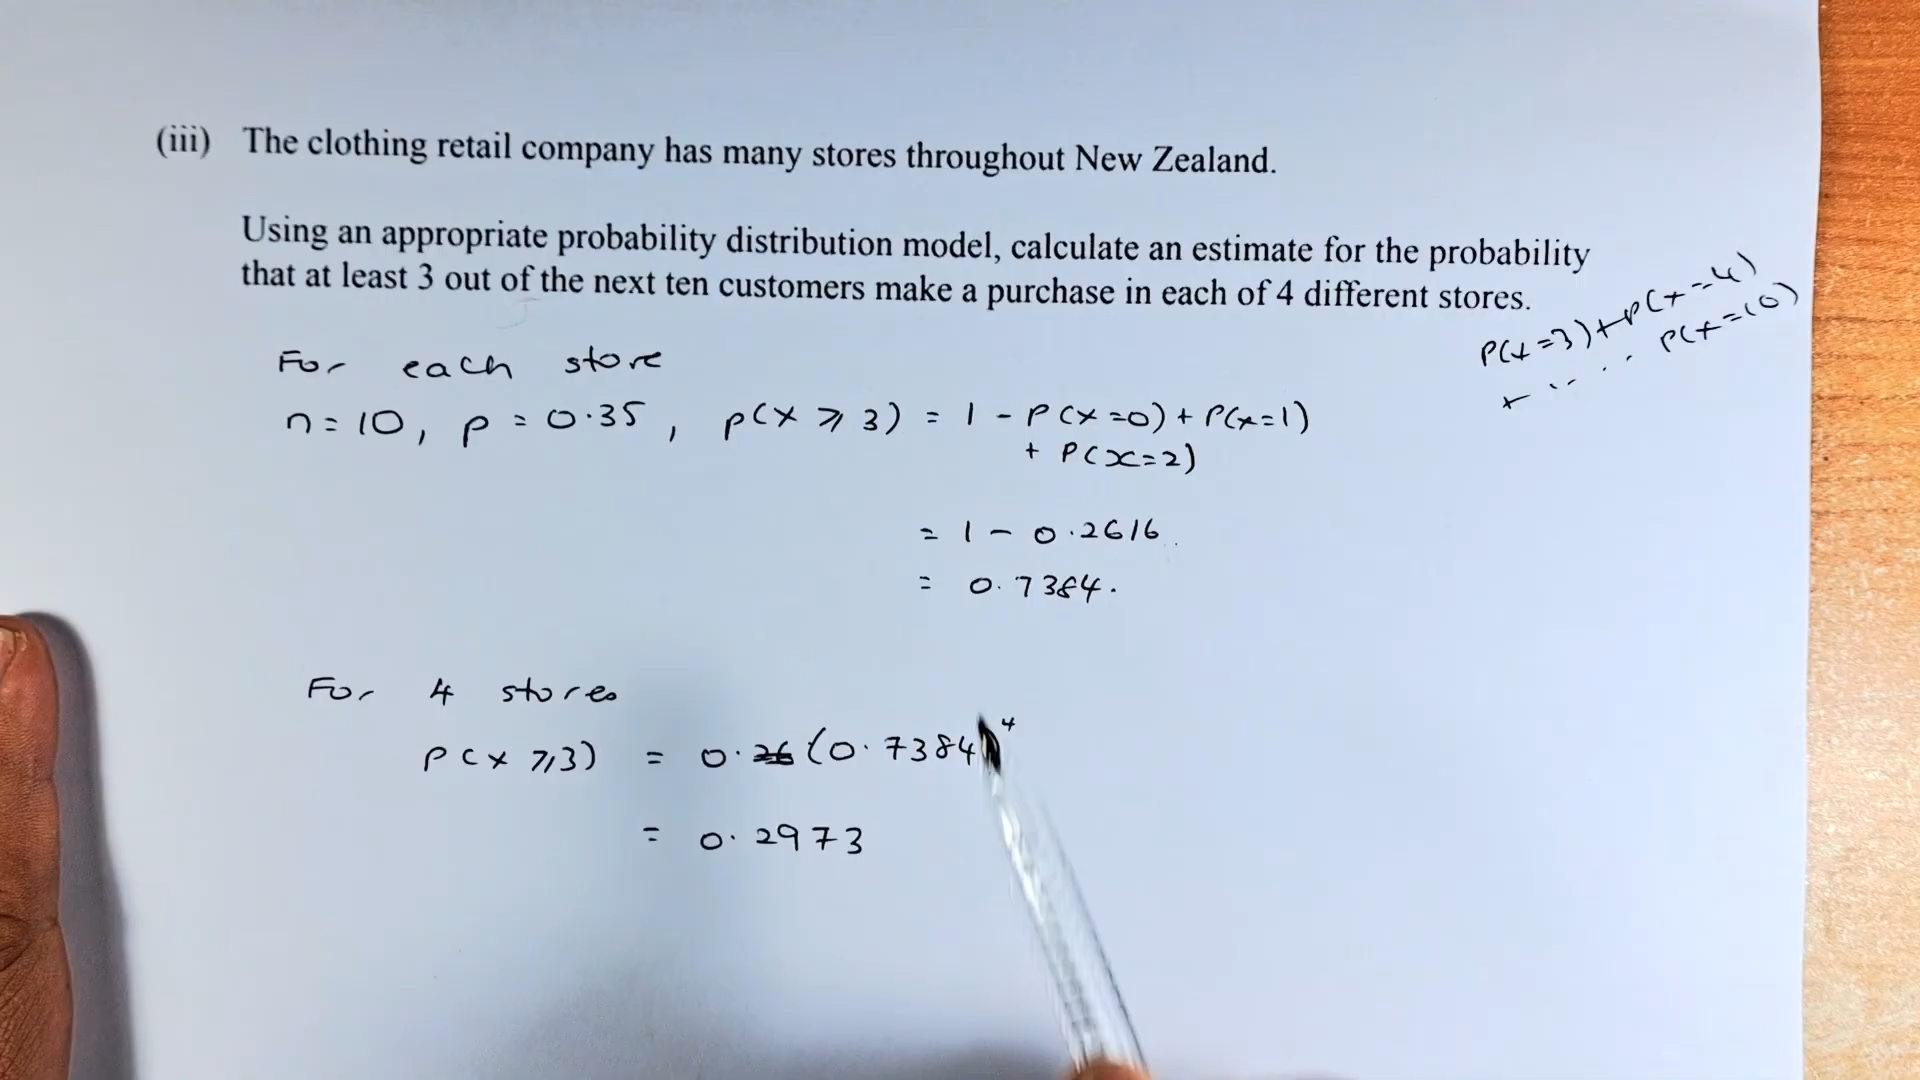 (iii) The clothing retail company has many stores throughout New Zealand.
Using an appropriate probability distribution model, calculate an estimate for the probability
that at least 3 out of the next ten customers make a purchase in each of 4 different stores.
P(x=3)+P(x=4)
+ ..... P(x=10)
For each store
n=10, p=0.35, p(x ⩾ 3) = 1 - P(x=0) + P(x=1)
+ P(x=2)
= 1 - 0.2616
= 0.7384.
For 4 stores
P(x ⩾3) = 0.26 (0.7384)⁴
= 0.2973